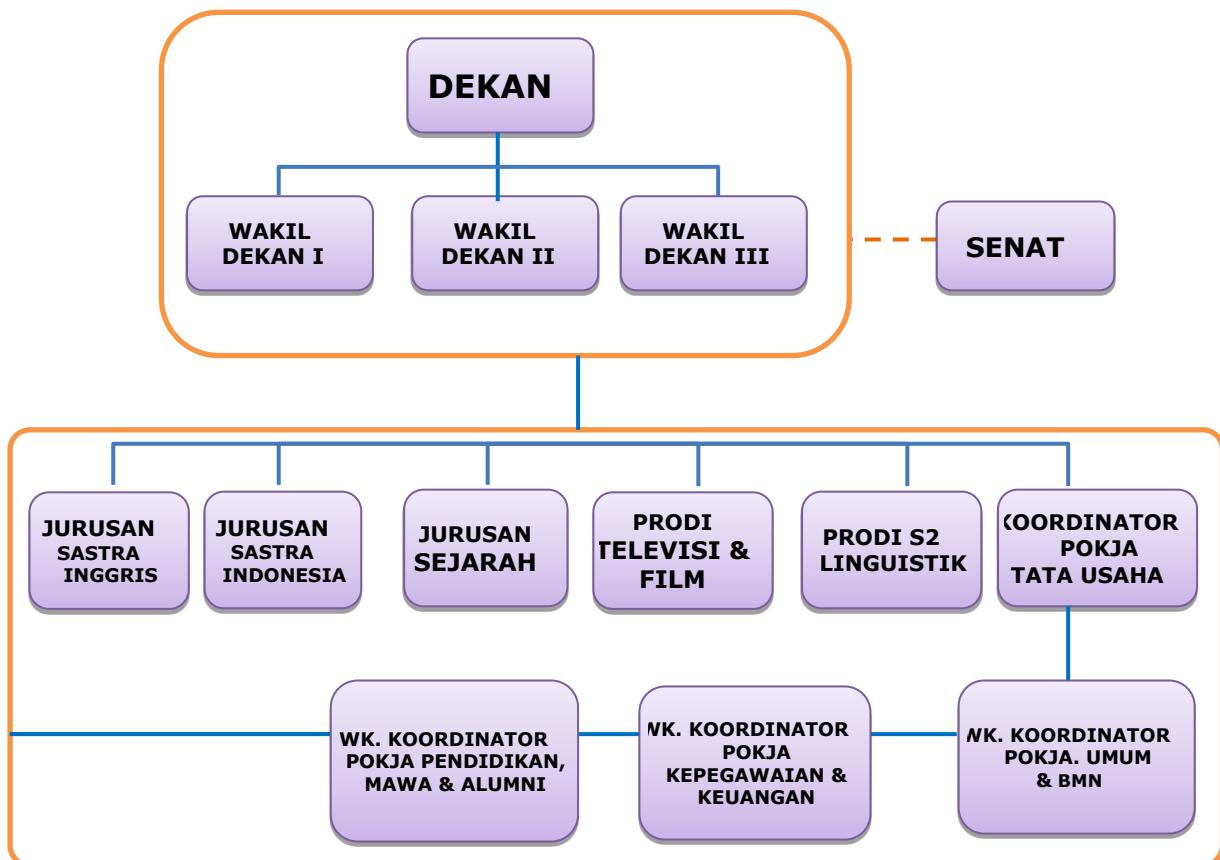 DEKAN
WAKIL
DEKAN I
WAKIL
DEKAN II
WAKIL
DEKAN III
SENAT
JURUSAN
SASTRA
INGGRIS
JURUSAN
SASTRA
INDONESIA
JURUSAN
SEJARAH
PRODI
TELEVISI &
FILM
PRODI S2
LINGUISTIK
KOORDINATOR
POKJA
TATA USAHA
WK. KOORDINATOR
POKJA PENDIDIKAN,
MAWA & ALUMNI
WK. KOORDINATOR
POKJA
KEPEGAWAIAN &
KEUANGAN
WK. KOORDINATOR
POKJA. UMUM
& BMN